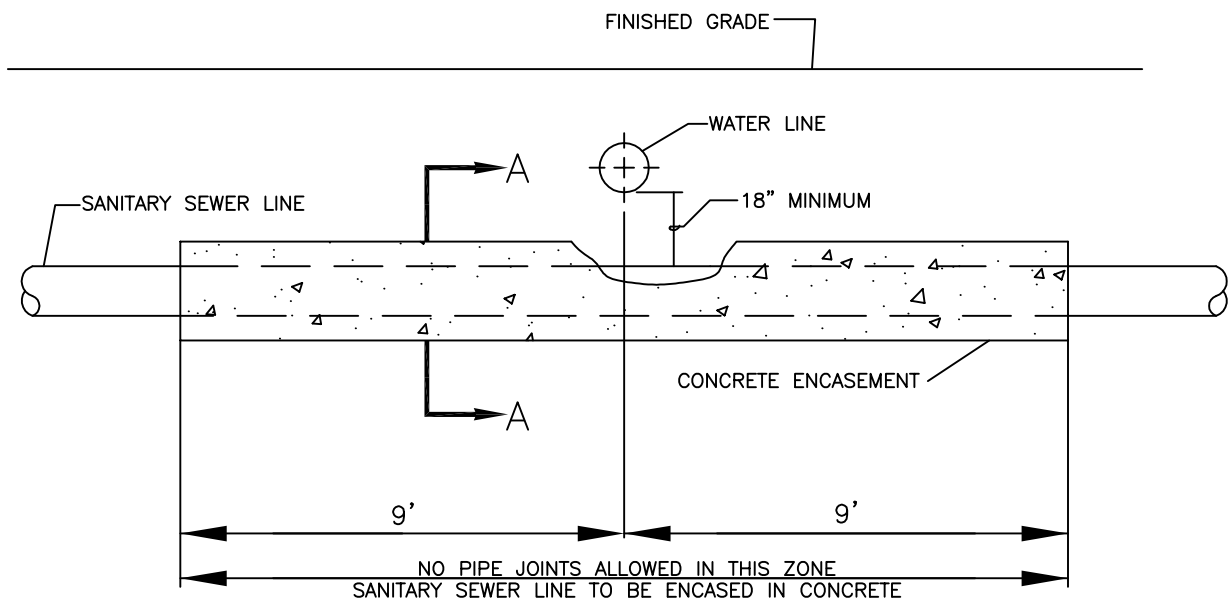 FINISHED GRADE
WATER LINE
A
SANITARY SEWER LINE
18" MINIMUM
CONCRETE ENCASEMENT
A
9'
9'
NO PIPE JOINTS ALLOWED IN THIS ZONE
SANITARY SEWER LINE TO BE ENCASED IN CONCRETE